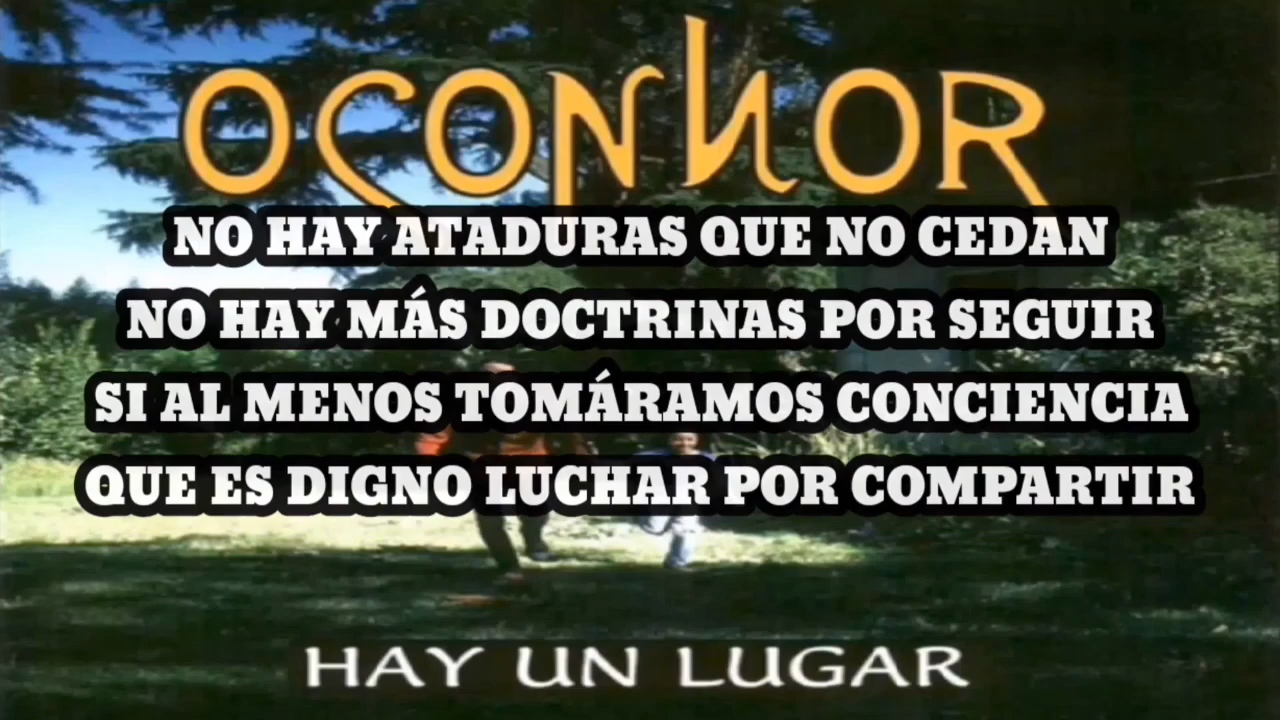 OCONNOR
NO HAY ATADURAS QUE NO CEDAN
NO HAY MÁS DOCTRINAS POR SEGUIR
SI AL MENOS TOMÁRAMOS CONCIENCIA
QUE ES DIGNO LUCHAR POR COMPARTIR
HAY UN LUGAR